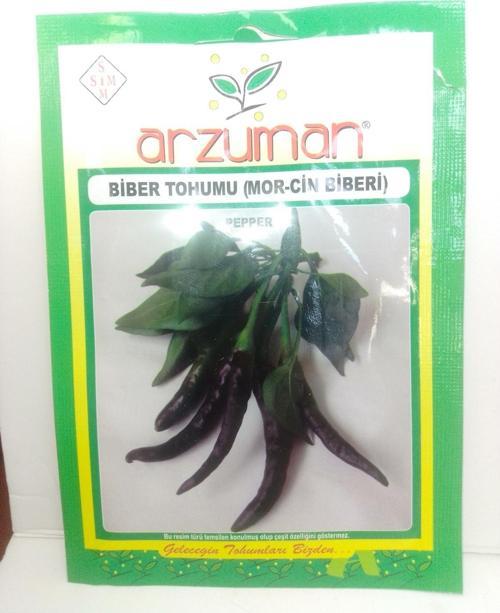 S
SiM
M
arzuman®
BİBER TOHUMU (MOR-CİN BİBERİ)
PEPPER
Bu resim türü temsilen konulmuş olup çeşit özelliğini göstermez.
Geleceğin Tohumları Bizden...